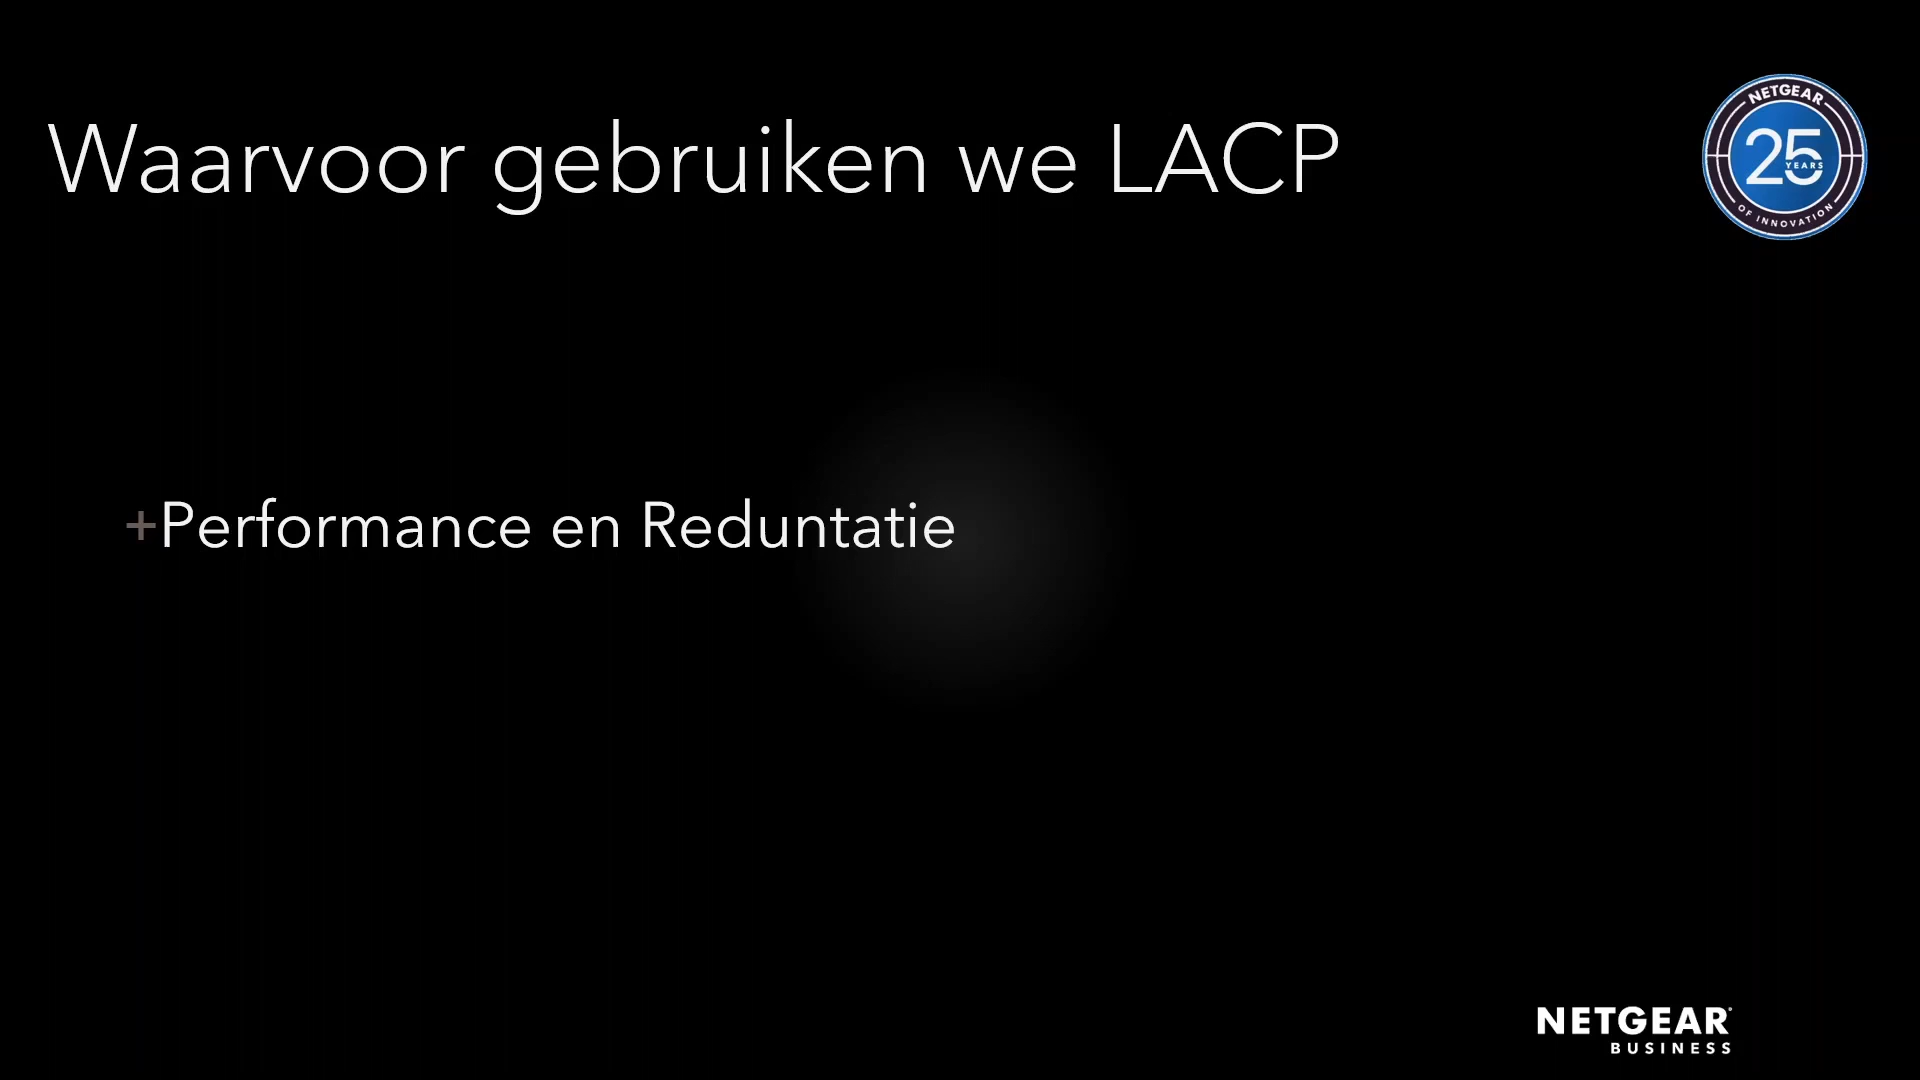 Waarvoor gebruiken we LACP
NETGEAR
25
YEARS
OF INNOVATION
+Performance en Reduntatie
NETGEAR
BUSINESS